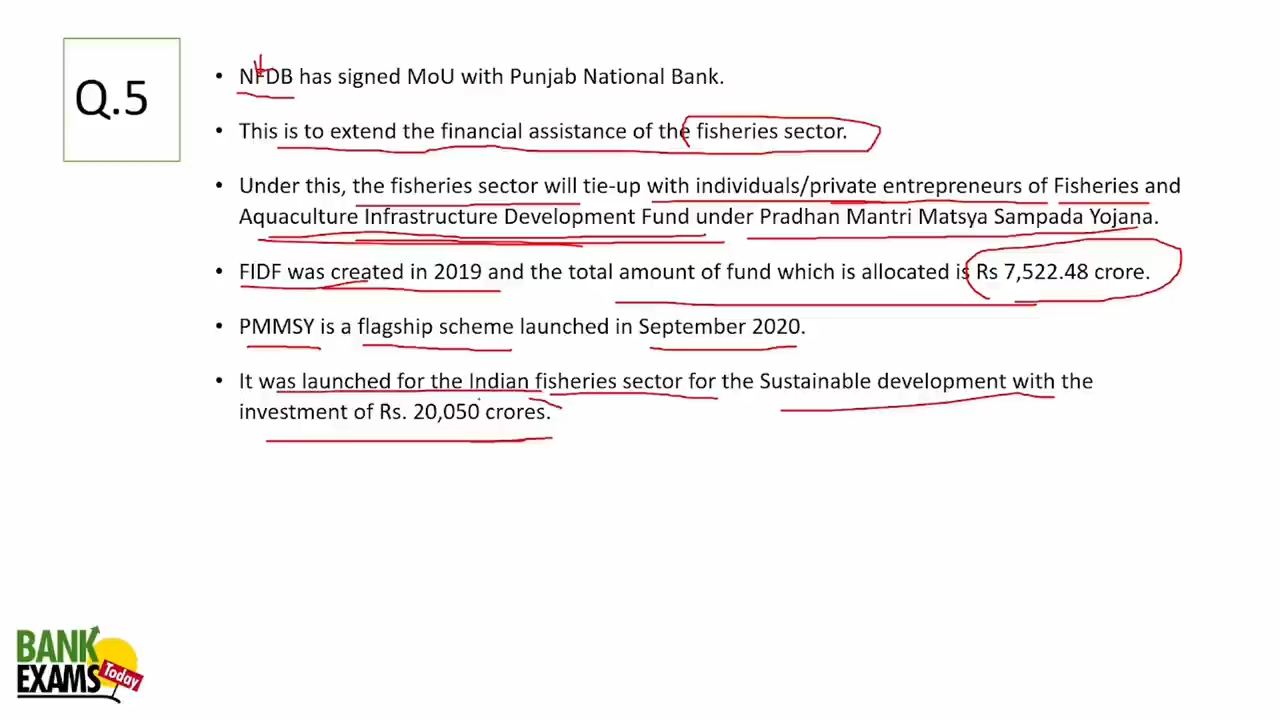 Q.5
• NFDB has signed MoU with Punjab National Bank.
• This is to extend the financial assistance of the fisheries sector.
• Under this, the fisheries sector will tie-up with individuals/private entrepreneurs of Fisheries and
Aquaculture Infrastructure Development Fund under Pradhan Mantri Matsya Sampada Yojana.
• FIDF was created in 2019 and the total amount of fund which is allocated is Rs 7,522.48 crore.
• PMMSY is a flagship scheme launched in September 2020.
• It was launched for the Indian fisheries sector for the Sustainable development with the
investment of Rs. 20,050 crores.
BANK
EXAMS
Today